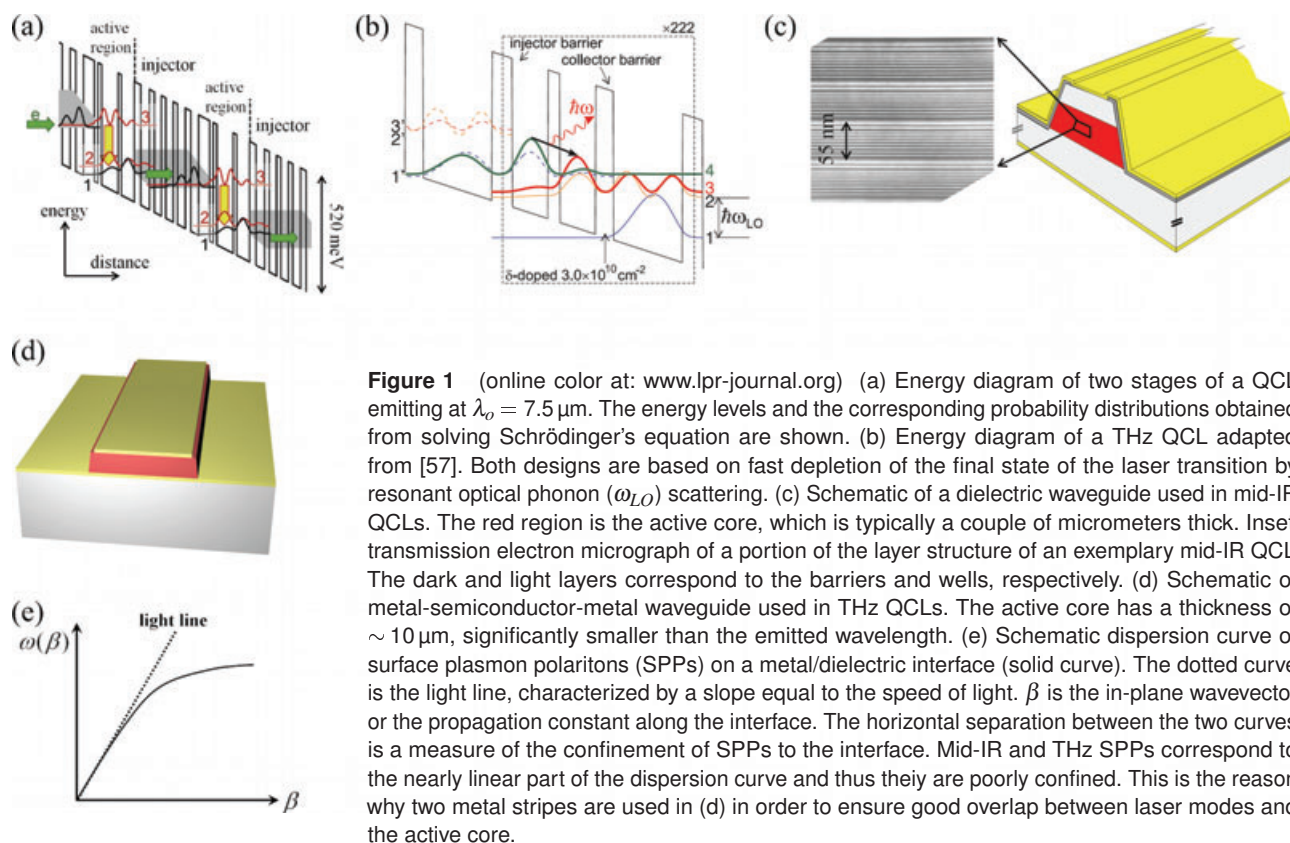 (a)
active
region
injector
active
region
injector
e
3
2
1
3
2
1
energy
distance
520 meV
(b)
×222
injector barrier
collector barrier
ħω
3'
2'
1'
4
3
2
1
ħω_LO
δ-doped 3.0×10^10 cm^-2
(c)
55 nm
(d)
(e)
light line
ω(β)
β
Figure 1 (online color at: www.lpr-journal.org) (a) Energy diagram of two stages of a QCL
emitting at λ_o = 7.5 µm. The energy levels and the corresponding probability distributions obtained
from solving Schrödinger's equation are shown. (b) Energy diagram of a THz QCL adapted
from [57]. Both designs are based on fast depletion of the final state of the laser transition by
resonant optical phonon (ω_LO) scattering. (c) Schematic of a dielectric waveguide used in mid-IR
QCLs. The red region is the active core, which is typically a couple of micrometers thick. Inset
transmission electron micrograph of a portion of the layer structure of an exemplary mid-IR QCL
The dark and light layers correspond to the barriers and wells, respectively. (d) Schematic o
metal-semiconductor-metal waveguide used in THz QCLs. The active core has a thickness o
∼ 10 µm, significantly smaller than the emitted wavelength. (e) Schematic dispersion curve o
surface plasmon polaritons (SPPs) on a metal/dielectric interface (solid curve). The dotted curve
is the light line, characterized by a slope equal to the speed of light. β is the in-plane wavevecto
or the propagation constant along the interface. The horizontal separation between the two curves
is a measure of the confinement of SPPs to the interface. Mid-IR and THz SPPs correspond to
the nearly linear part of the dispersion curve and thus theiy are poorly confined. This is the reason
why two metal stripes are used in (d) in order to ensure good overlap between laser modes and
the active core.